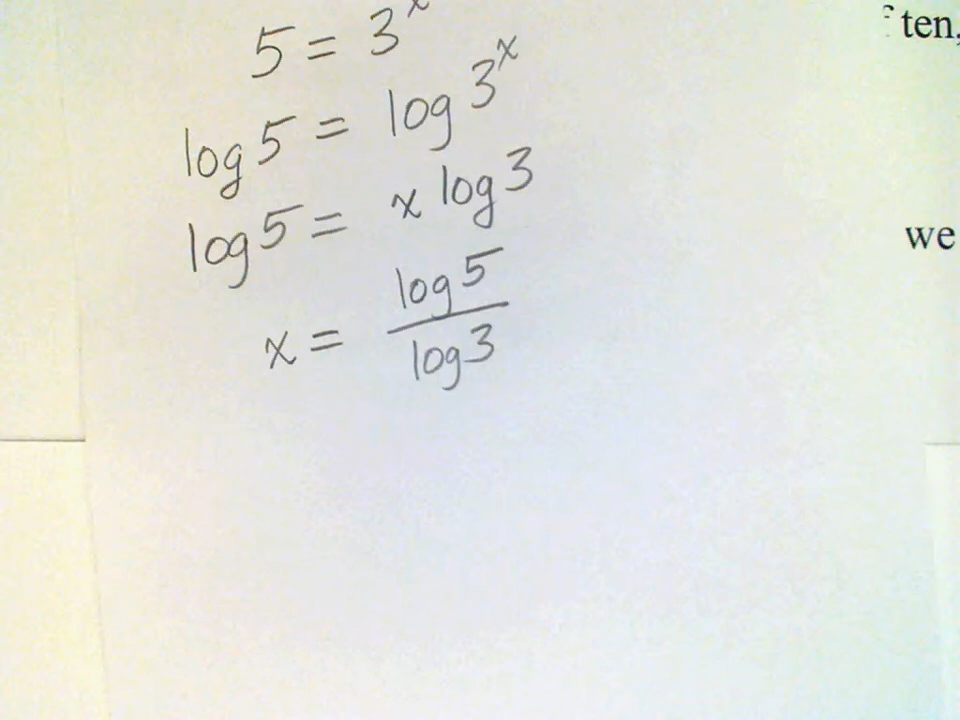 ten,
5 = 3^x
log 5 = log 3^x
log 5 = x log 3
we
x = log 5 / log 3